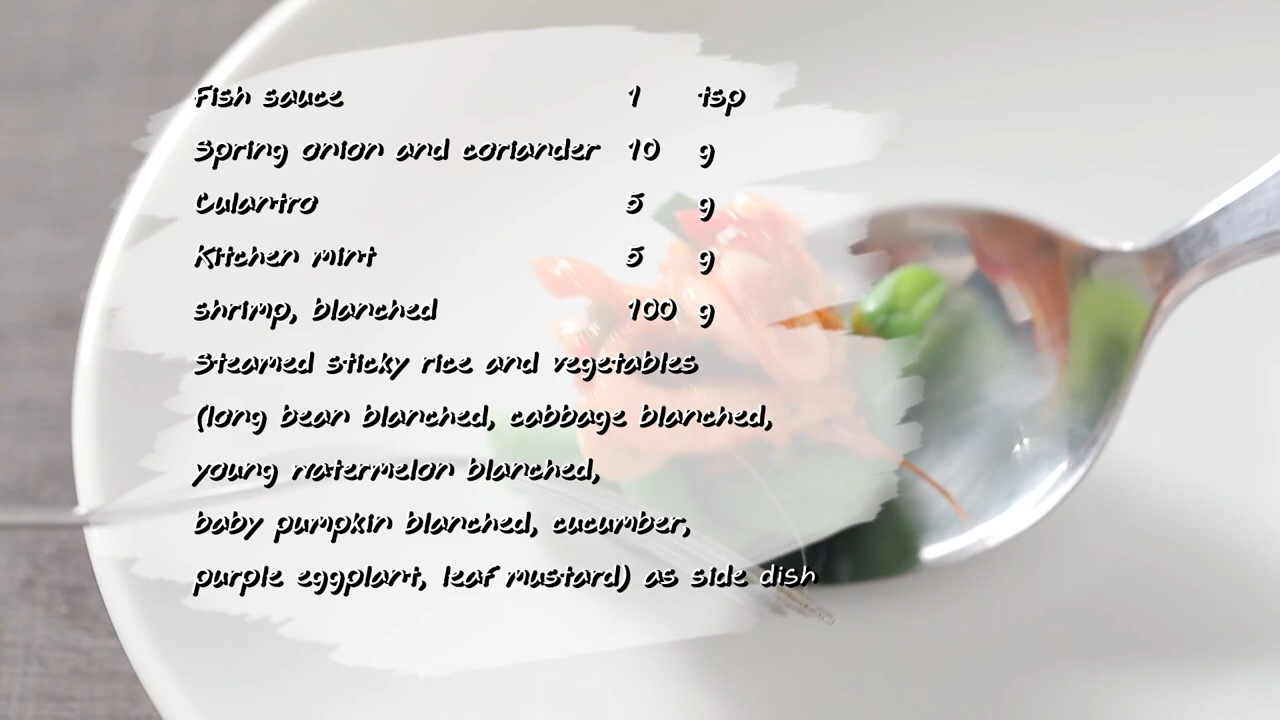 Fish sauce 1 tsp
Spring onion and coriander 10 g
Culantro 5 g
Kitchen mint 5 g
shrimp, blanched 100 g
Steamed sticky rice and vegetables
(long bean blanched, cabbage blanched,
young watermelon blanched,
baby pumpkin blanched, cucumber,
purple eggplant, leaf mustard) as side dish